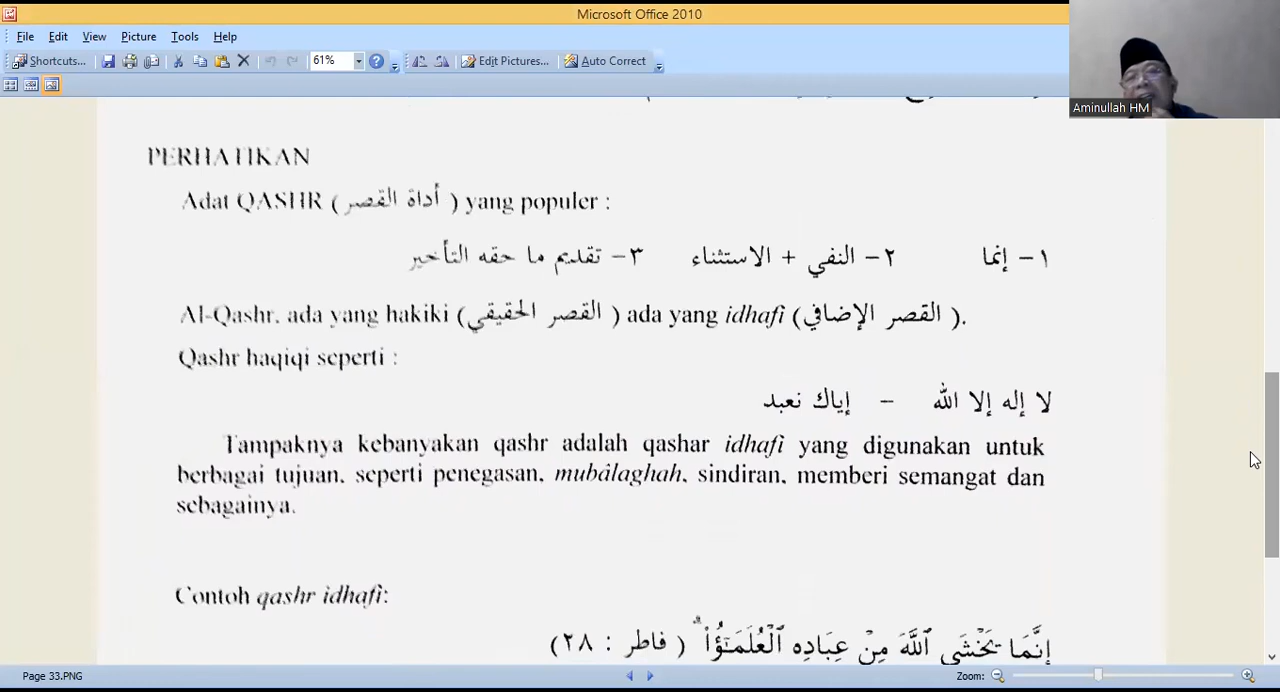 Microsoft Office 2010
File Edit View Picture Tools Help
Shortcuts... 61% Edit Pictures... Auto Correct
Aminullah HM
PERHATIKAN
Adat QASHR (أداة القصر) yang populer :
١ – إنما ٢ – النفي + الاستثناء ٣ – تقديم ما حقه التأخير
Al-Qashr, ada yang hakiki (القصر الحقيقي) ada yang idhafi (القصر الإضافي).
Qashr haqiqi seperti :
لا إله إلا الله – إياك نعبد
Tampaknya kebanyakan qashr adalah qashar idhafi yang digunakan untuk
berbagai tujuan, seperti penegasan, mubâlaghah, sindiran, memberi semangat dan
sebagainya.
Contoh qashr idhafi:
إِنَّمَا يَخْشَى ٱللَّهَ مِنْ عِبَادِهِ ٱلْعُلَمَـٰٓؤُا۟ ۗ ( فاطر : ٢٨)
Page 33.PNG Zoom: